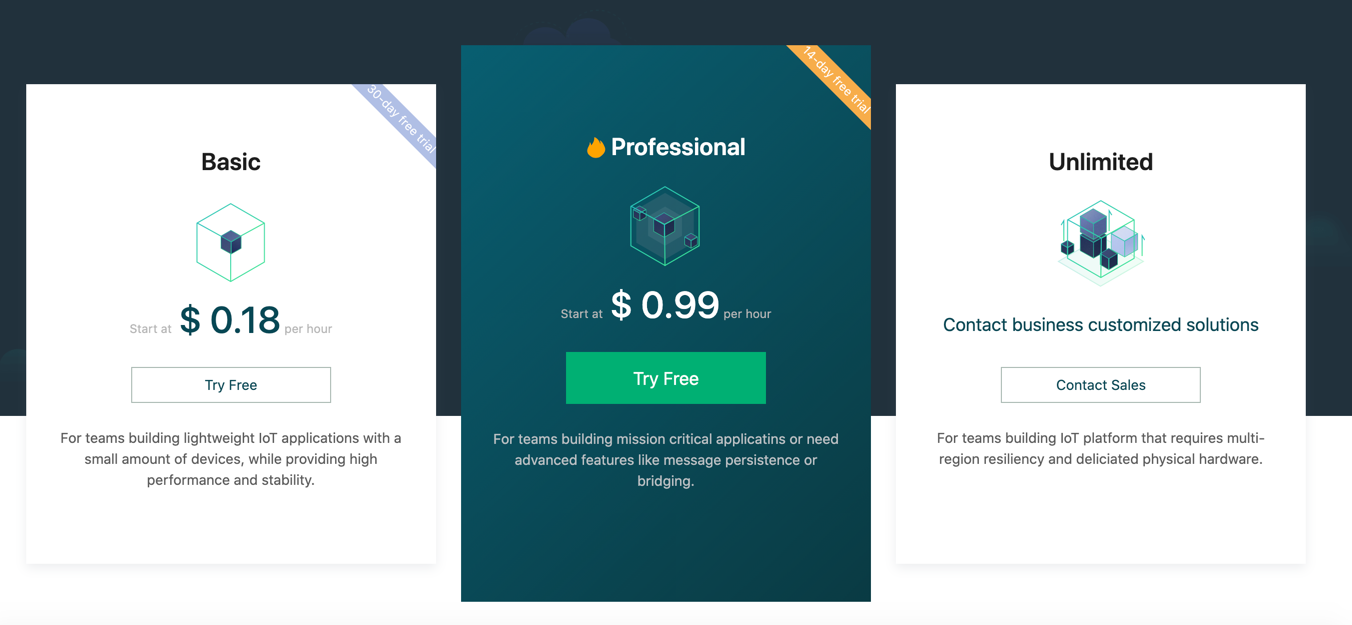 30-day free trial
Basic
Start at $ 0.18 per hour
Try Free
For teams building lightweight IoT applications with a
small amount of devices, while providing high
performance and stability.
14-day free trial
Professional
Start at $ 0.99 per hour
Try Free
For teams building mission critical applicatins or need
advanced features like message persistence or
bridging.
Unlimited
Contact business customized solutions
Contact Sales
For teams building IoT platform that requires multi-
region resiliency and deliciated physical hardware.